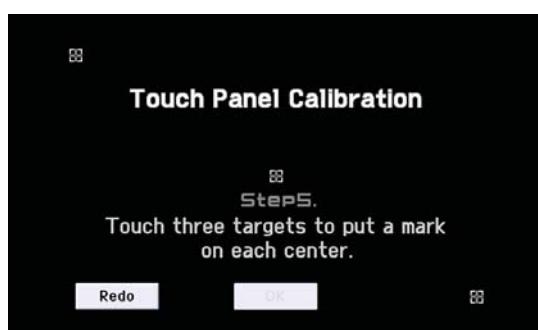 Touch Panel Calibration
Step5.
Touch three targets to put a mark
on each center.
Redo
OK